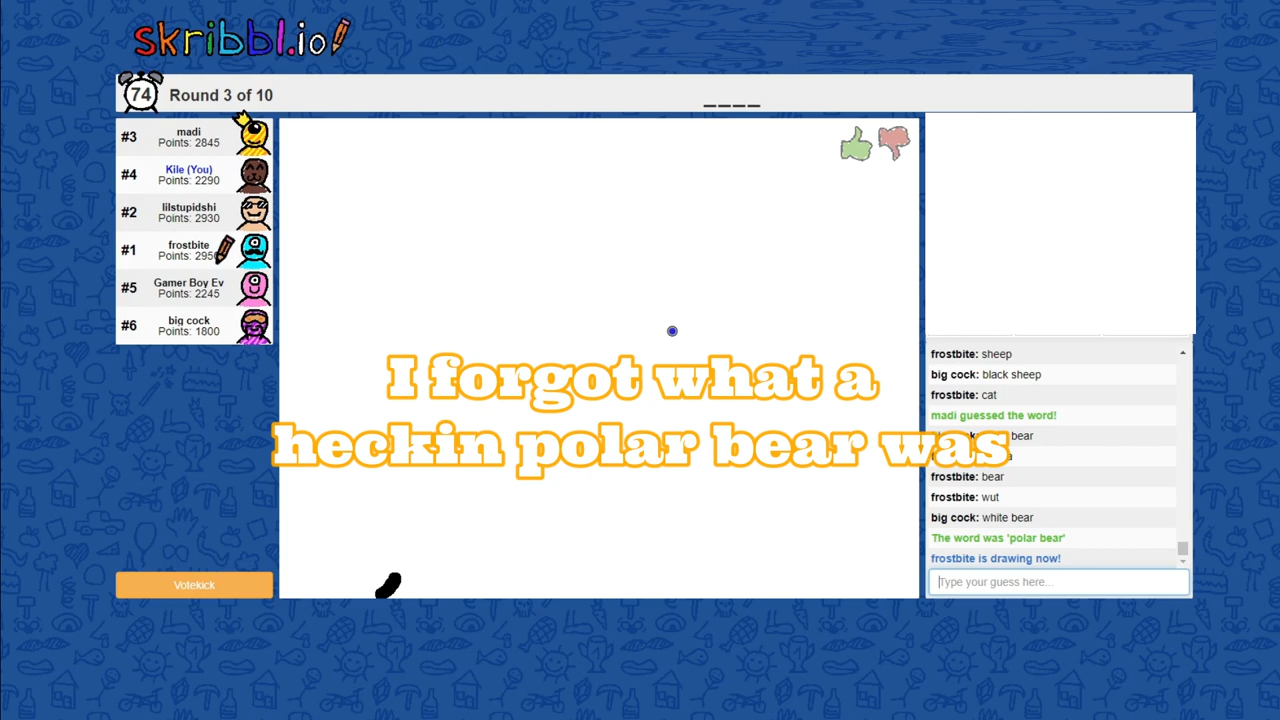 skribbl.io
74
Round 3 of 10
_ _ _ _
#3 madi
Points: 2845
#4 Kile (You)
Points: 2290
#2 lilstupidshi
Points: 2930
#1 frostbite
Points: 295
#5 Gamer Boy Ev
Points: 2245
#6 big cock
Points: 1800
Votekick
I forgot what a
heckin polar bear was
frostbite: sheep
big cock: black sheep
frostbite: cat
madi guessed the word!
bear
frostbite: bear
frostbite: wut
big cock: white bear
The word was 'polar bear'
frostbite is drawing now!
Type your guess here...